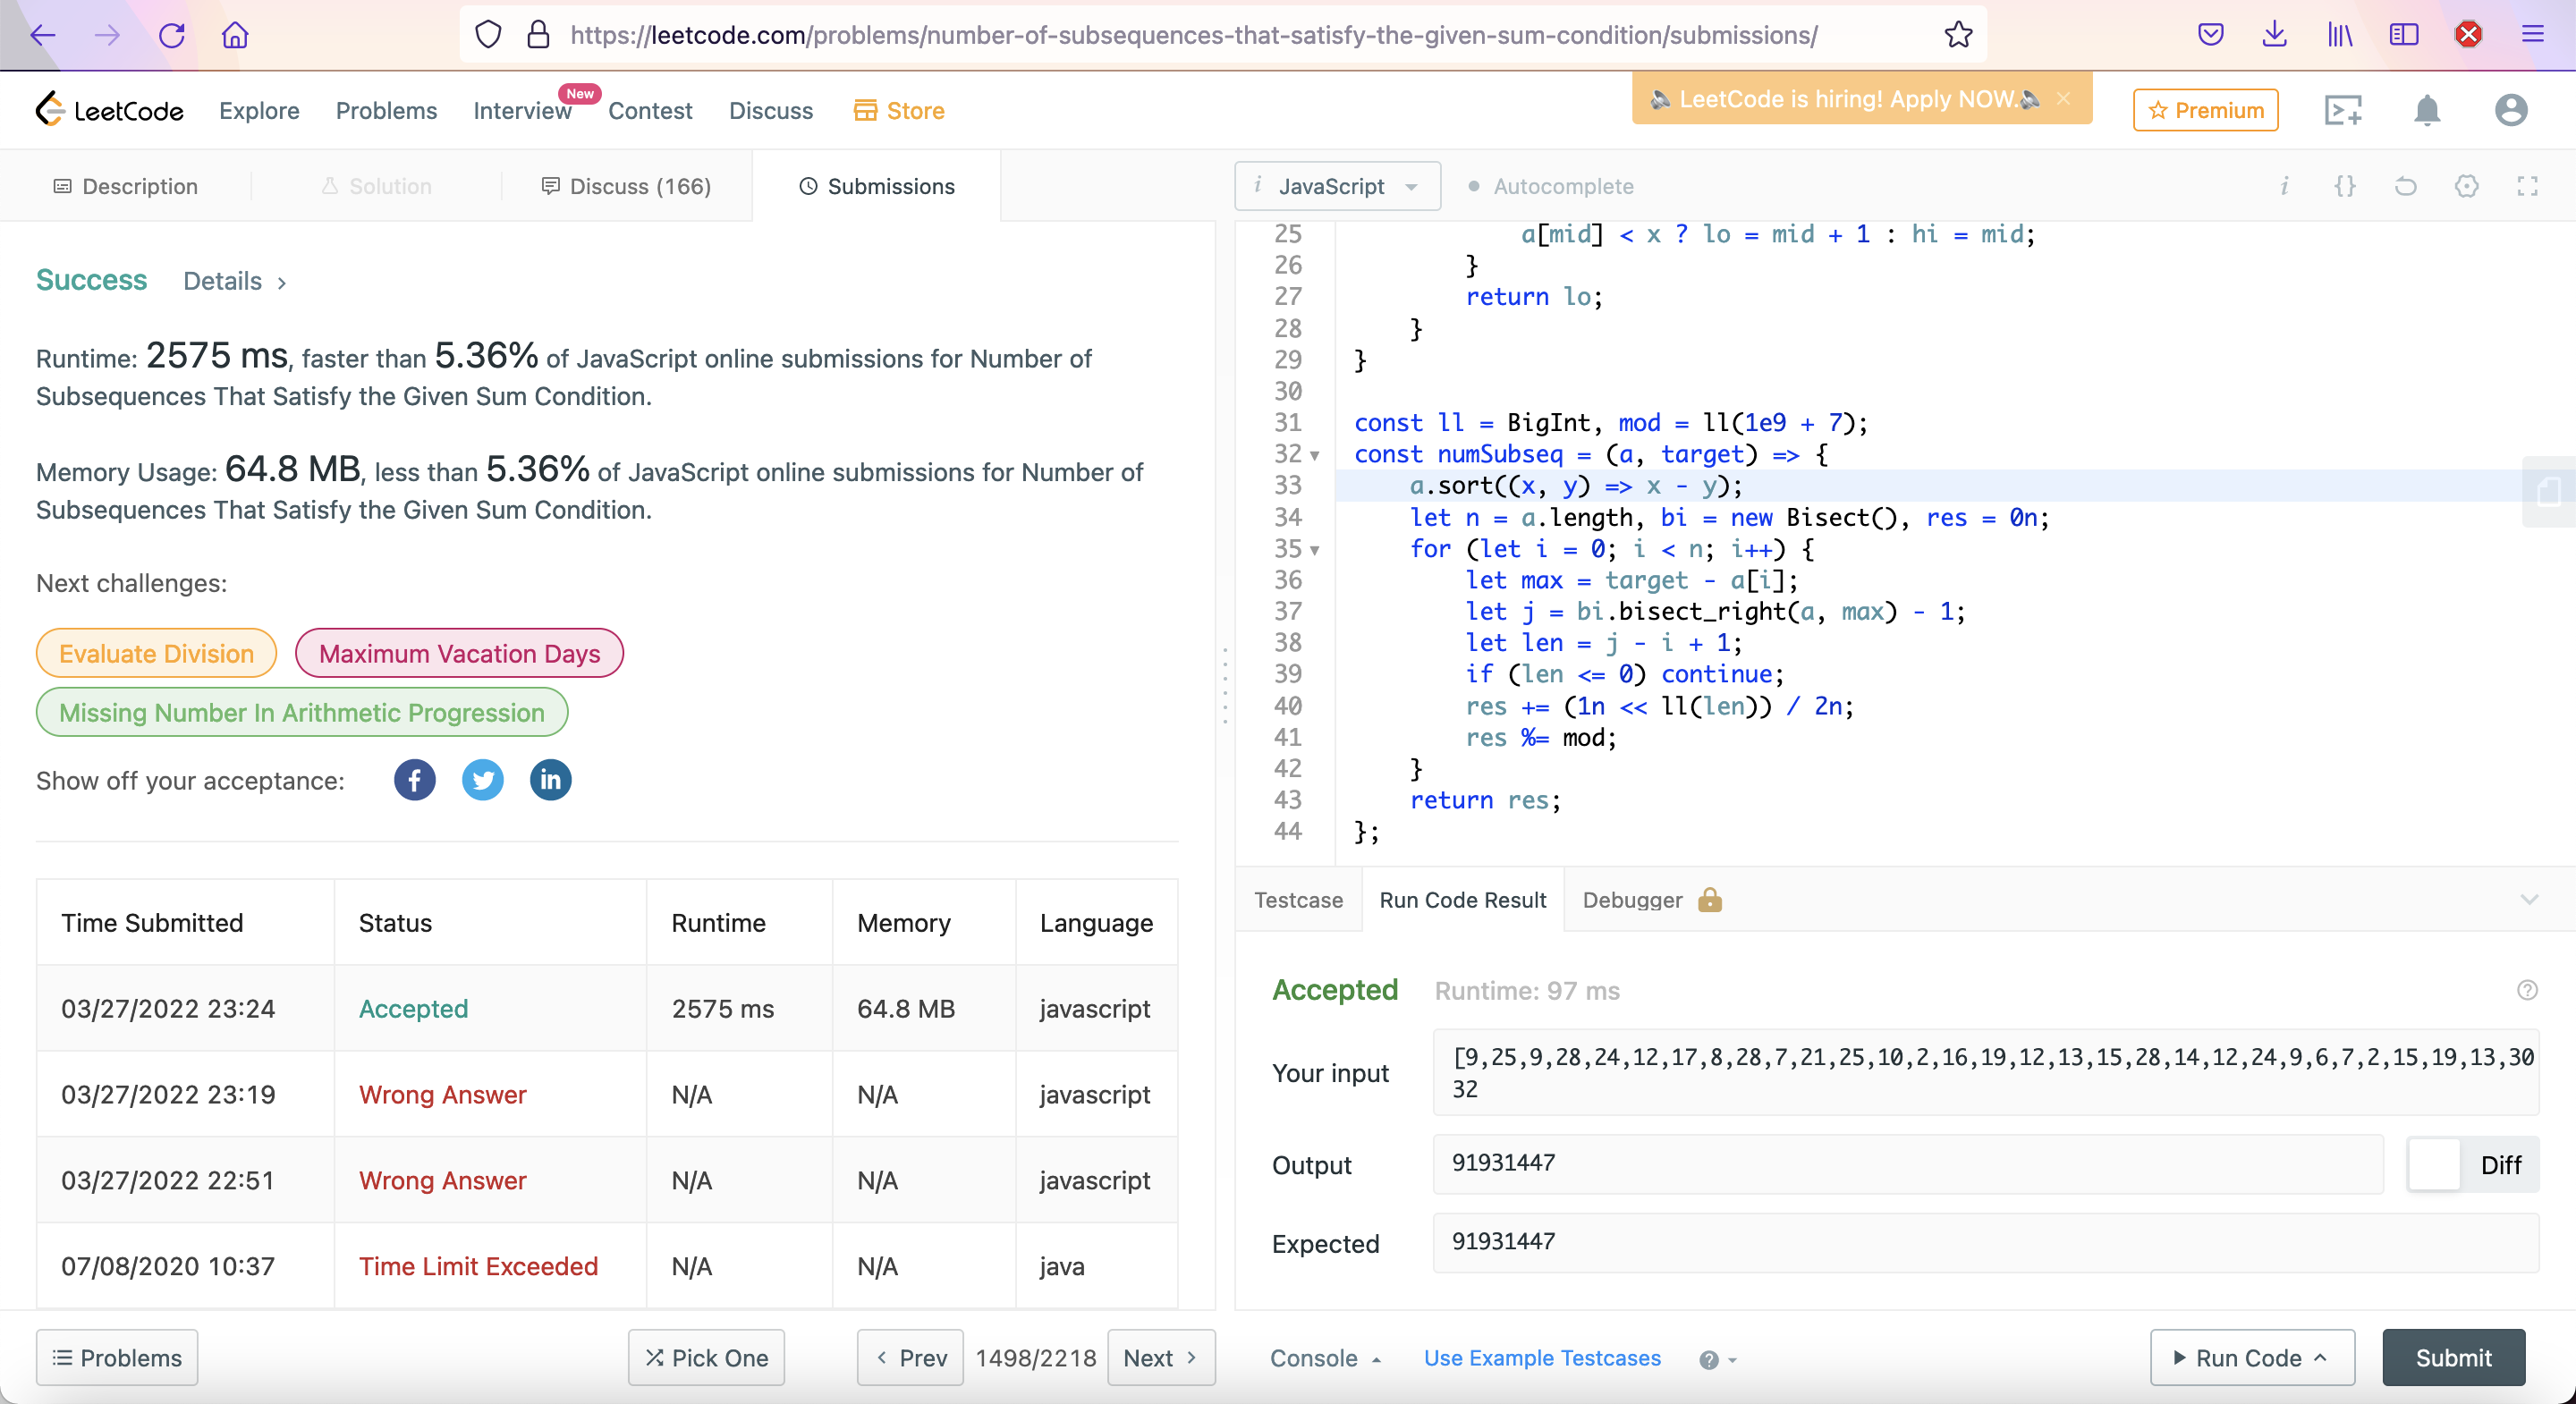 https://leetcode.com/problems/number-of-subsequences-that-satisfy-the-given-sum-condition/submissions/
LeetCode Explore Problems Interview New Contest Discuss Store
LeetCode is hiring! Apply NOW.
Premium
Description Solution Discuss (166) Submissions
Success Details
Runtime: 2575 ms, faster than 5.36% of JavaScript online submissions for Number of
Subsequences That Satisfy the Given Sum Condition.
Memory Usage: 64.8 MB, less than 5.36% of JavaScript online submissions for Number of
Subsequences That Satisfy the Given Sum Condition.
Next challenges:
Evaluate Division Maximum Vacation Days
Missing Number In Arithmetic Progression
Show off your acceptance:
Time Submitted Status Runtime Memory Language
03/27/2022 23:24 Accepted 2575 ms 64.8 MB javascript
03/27/2022 23:19 Wrong Answer N/A N/A javascript
03/27/2022 22:51 Wrong Answer N/A N/A javascript
07/08/2020 10:37 Time Limit Exceeded N/A N/A java
Problems Pick One < Prev 1498/2218 Next >
i JavaScript Autocomplete
i {}
25 a[mid] < x ? lo = mid + 1 : hi = mid;
26 }
27 return lo;
28 }
29 }
30
31 const ll = BigInt, mod = ll(1e9 + 7);
32 const numSubseq = (a, target) => {
33 a.sort((x, y) => x - y);
34 let n = a.length, bi = new Bisect(), res = 0n;
35 for (let i = 0; i < n; i++) {
36 let max = target - a[i];
37 let j = bi.bisect_right(a, max) - 1;
38 let len = j - i + 1;
39 if (len <= 0) continue;
40 res += (1n << ll(len)) / 2n;
41 res %= mod;
42 }
43 return res;
44 };
Testcase Run Code Result Debugger
Accepted Runtime: 97 ms
Your input
[9,25,9,28,24,12,17,8,28,7,21,25,10,2,16,19,12,13,15,28,14,12,24,9,6,7,2,15,19,13,30
32
Output 91931447 Diff
Expected 91931447
Console Use Example Testcases ? Run Code Submit